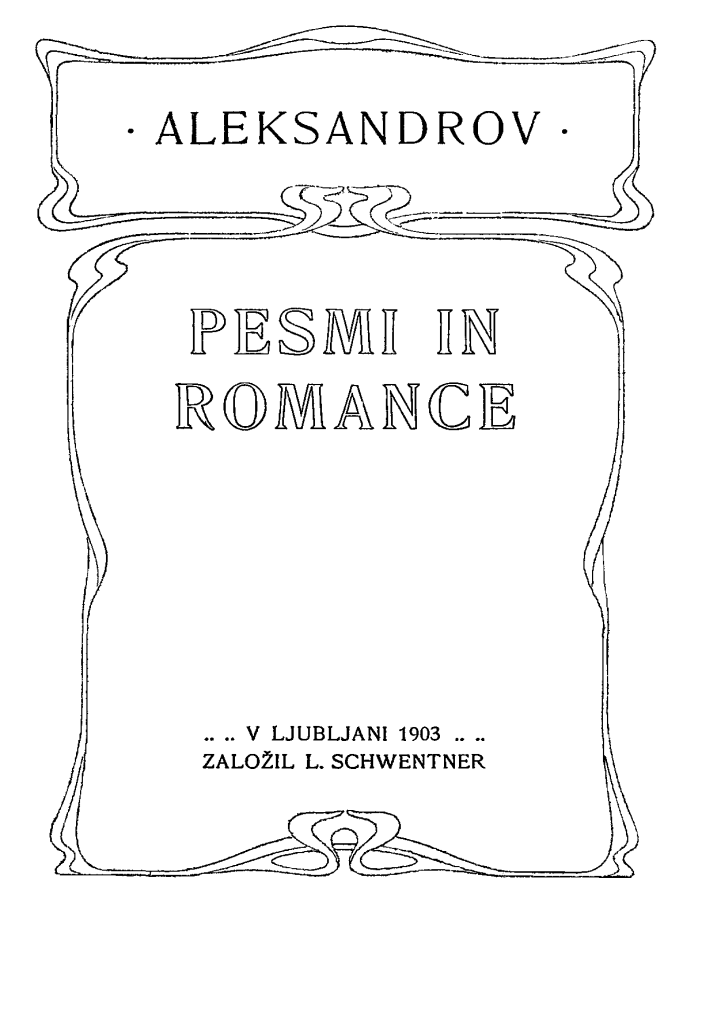 · ALEKSANDROV ·
PESMI IN
ROMANCE
.. .. V LJUBLJANI 1903 .. ..
ZALOŽIL L. SCHWENTNER